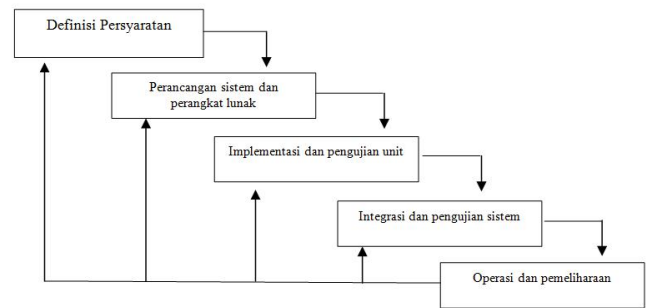 Definisi Persyaratan
Perancangan sistem dan
perangkat lunak
Implementasi dan pengujian unit
Integrasi dan pengujian sistem
Operasi dan pemeliharaan